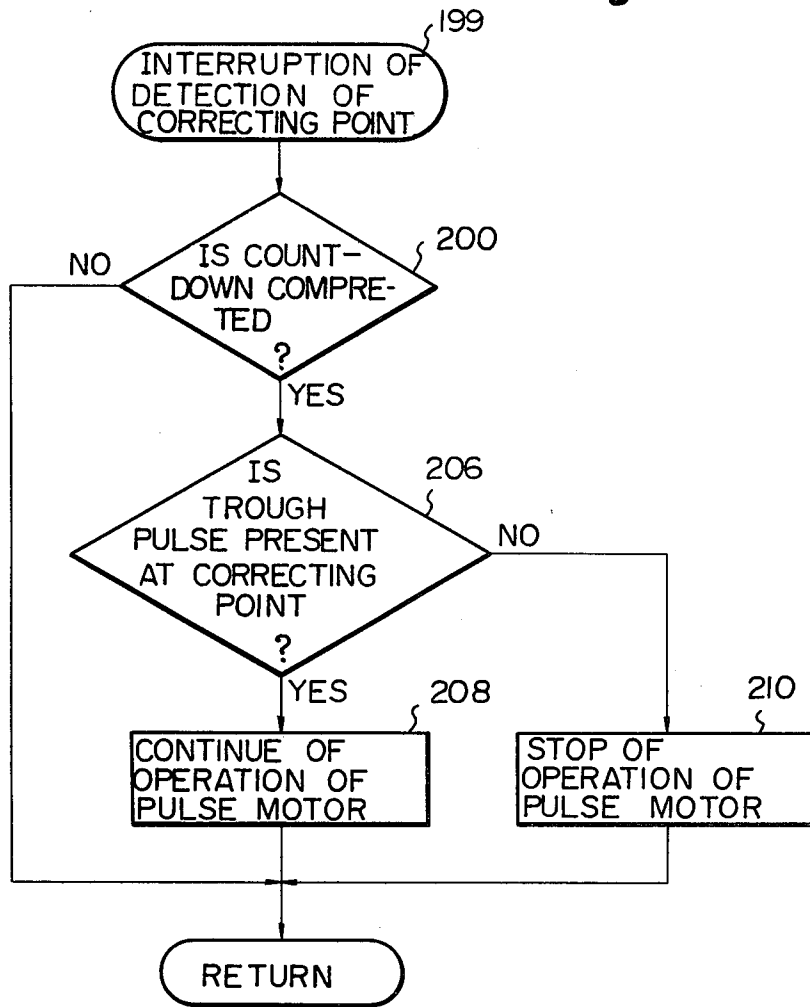 199
INTERRUPTION OF
DETECTION OF
CORRECTING POINT
200
NO
IS COUNT-
DOWN COMPRE-
TED
?
YES
206
IS
TROUGH
PULSE PRESENT
AT CORRECTING
POINT
?
NO
YES
208
210
CONTINUE OF
OPERATION OF
PULSE MOTOR
STOP OF
OPERATION OF
PULSE MOTOR
RETURN